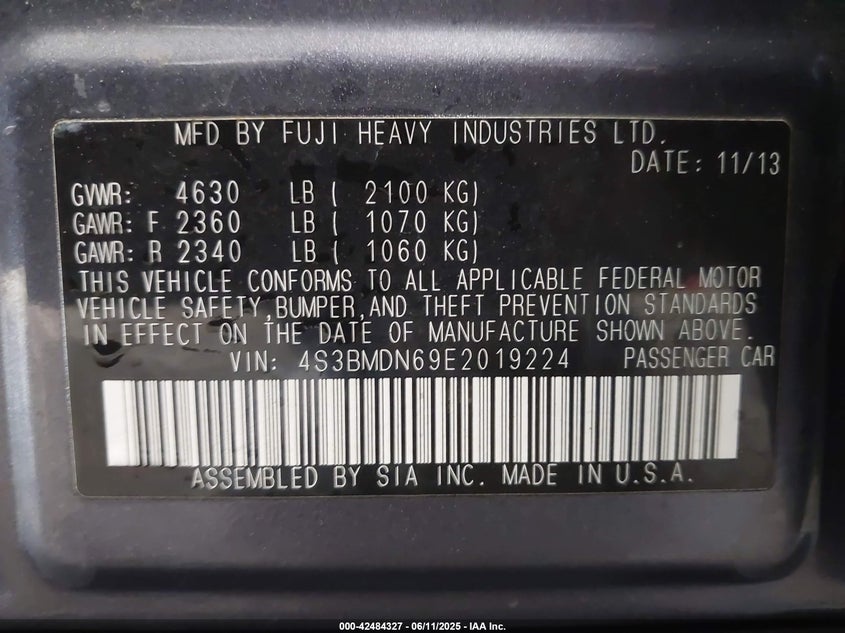 MFD BY FUJI HEAVY INDUSTRIES LTD.
DATE: 11/13
GVWR: 4630 LB ( 2100 KG)
GAWR: F 2360 LB ( 1070 KG)
GAWR: R 2340 LB ( 1060 KG)
THIS VEHICLE CONFORMS TO ALL APPLICABLE FEDERAL MOTOR
VEHICLE SAFETY,BUMPER,AND THEFT PREVENTION STANDARDS
IN EFFECT ON THE DATE OF MANUFACTURE SHOWN ABOVE.
VIN: 4S3BMDN69E2019224 PASSENGER CAR
ASSEMBLED BY SIA INC. MADE IN U.S.A.
000-42484327 - 06/11/2025 - IAA Inc.